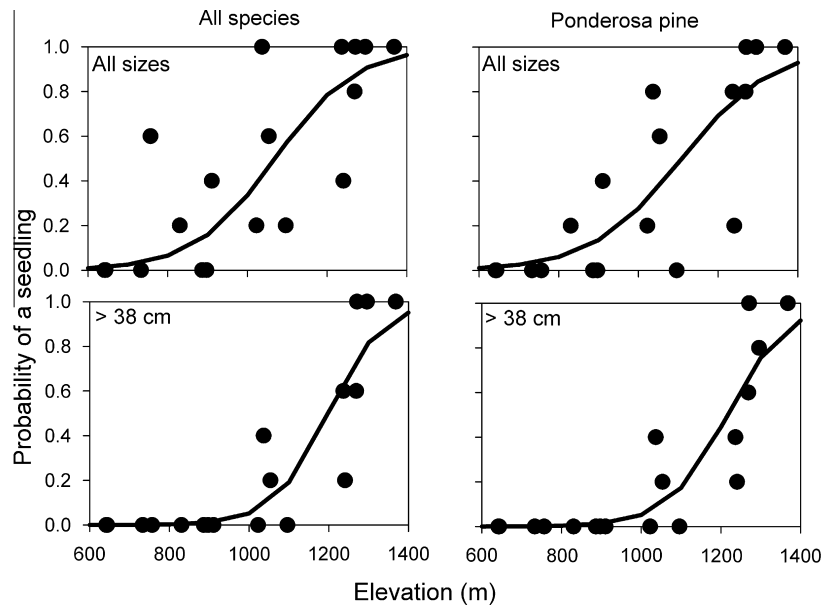 All species
Ponderosa pine
All sizes
All sizes
1.0
0.8
0.6
0.4
0.2
0.0
> 38 cm
> 38 cm
1.0
0.8
0.6
0.4
0.2
0.0
Probability of a seedling
600 800 1000 1200 1400
600 800 1000 1200 1400
Elevation (m)